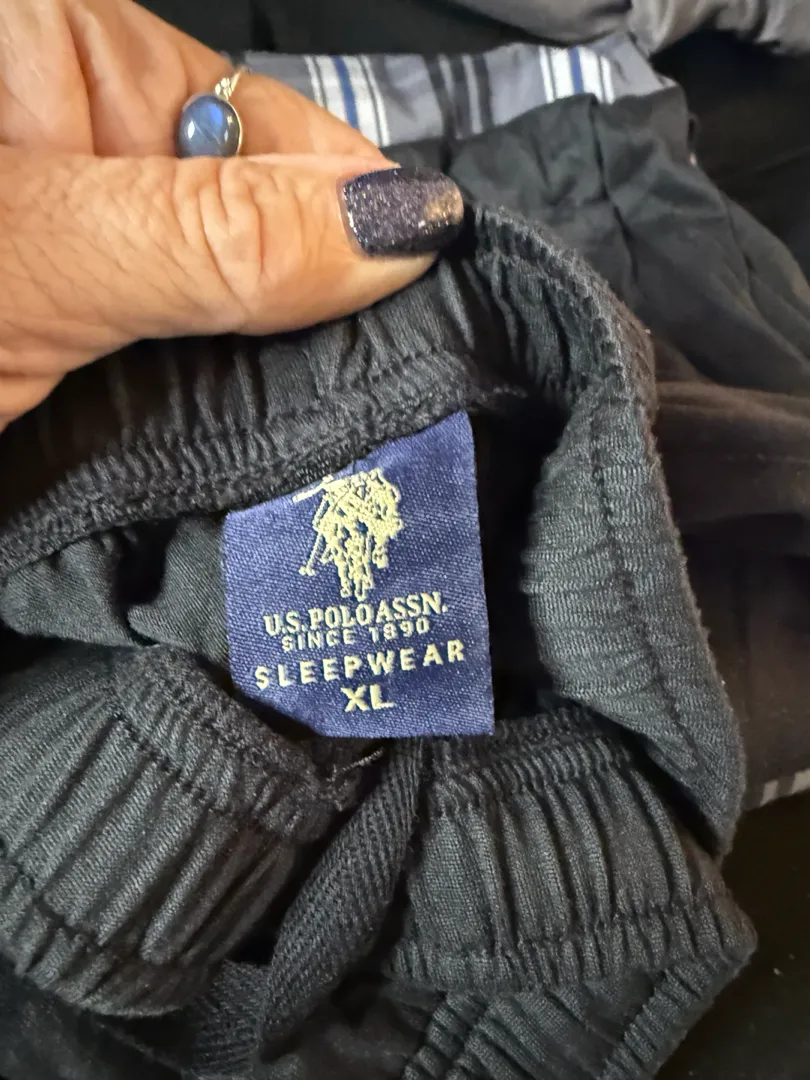 U.S. POLO ASSN.
SINCE 1890
SLEEPWEAR
XL